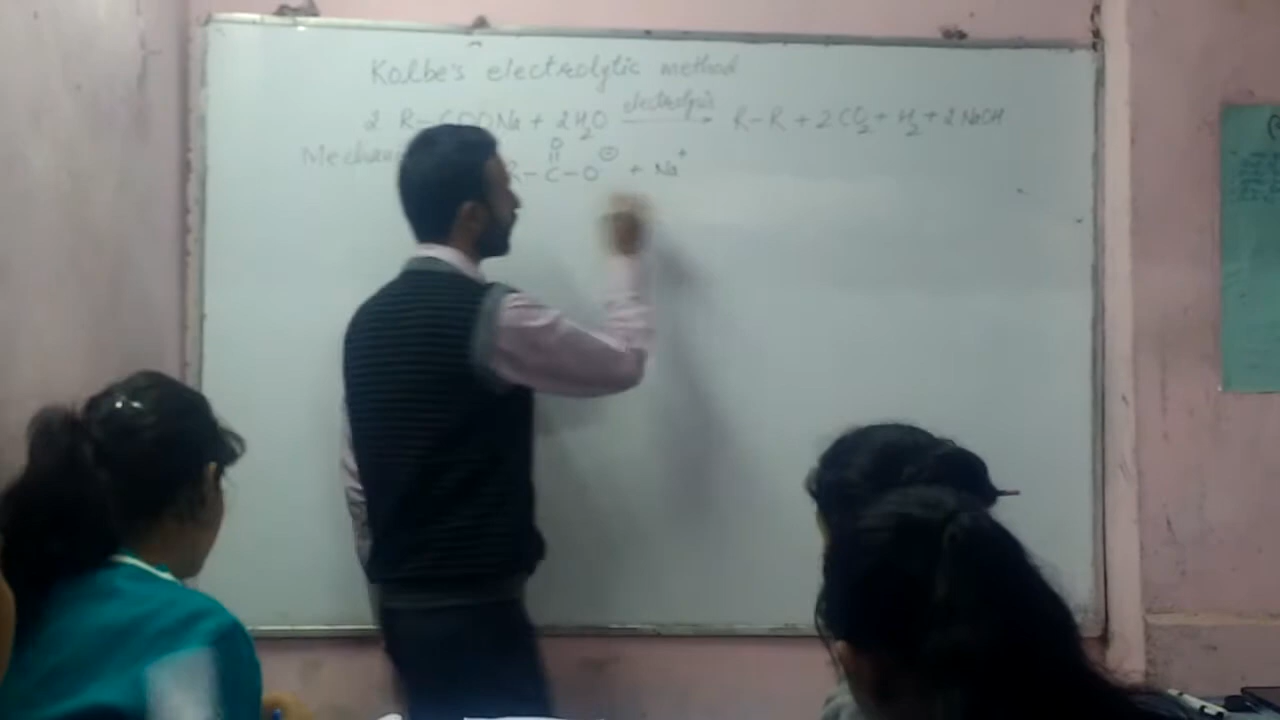 Kolbe's electrolytic method
2 R-COONa + 2H₂O electrolysis → R-R + 2CO₂ + H₂ + 2NaOH
O
||
R-C-O⊖ + Na⁺